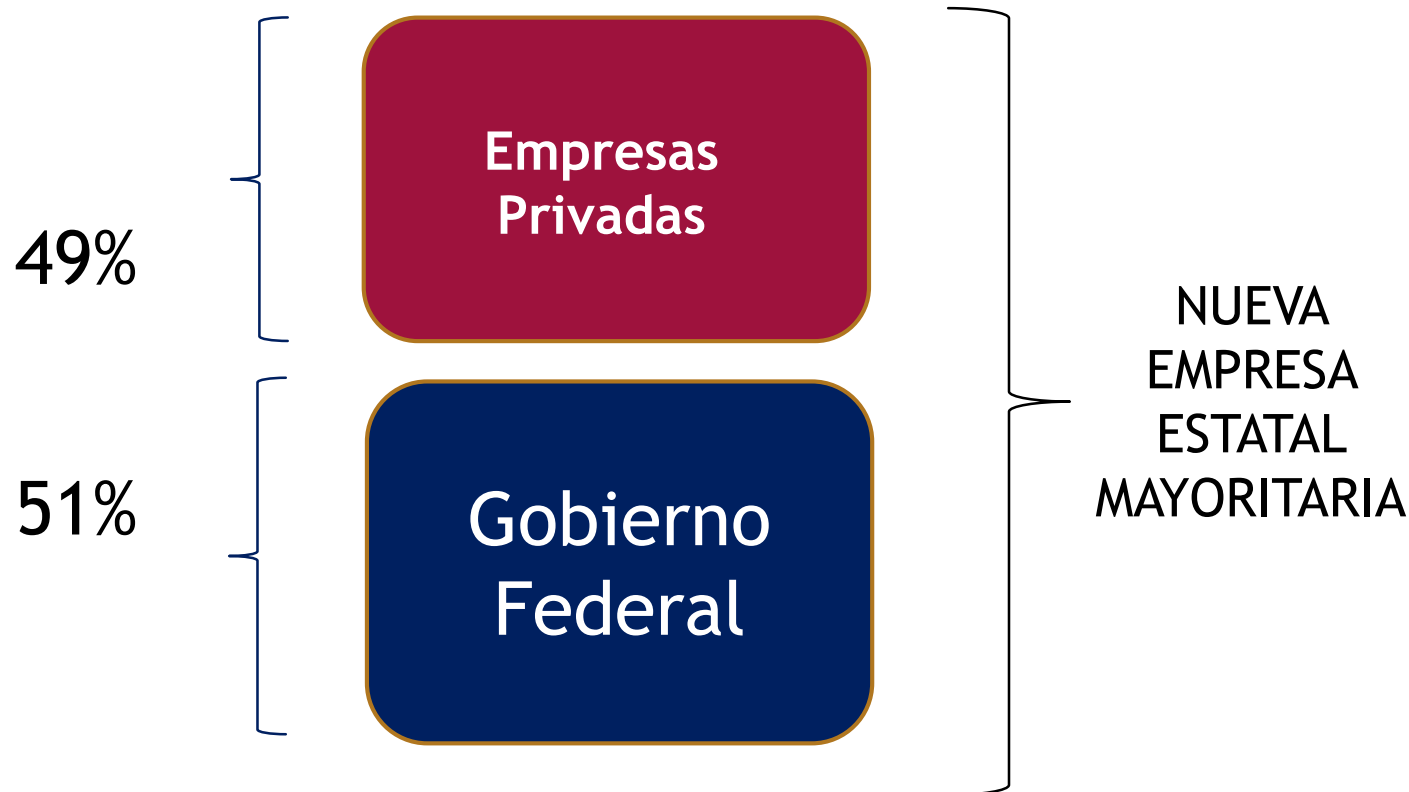 49%
Empresas
Privadas
51%
Gobierno
Federal
NUEVA
EMPRESA
ESTATAL
MAYORITARIA